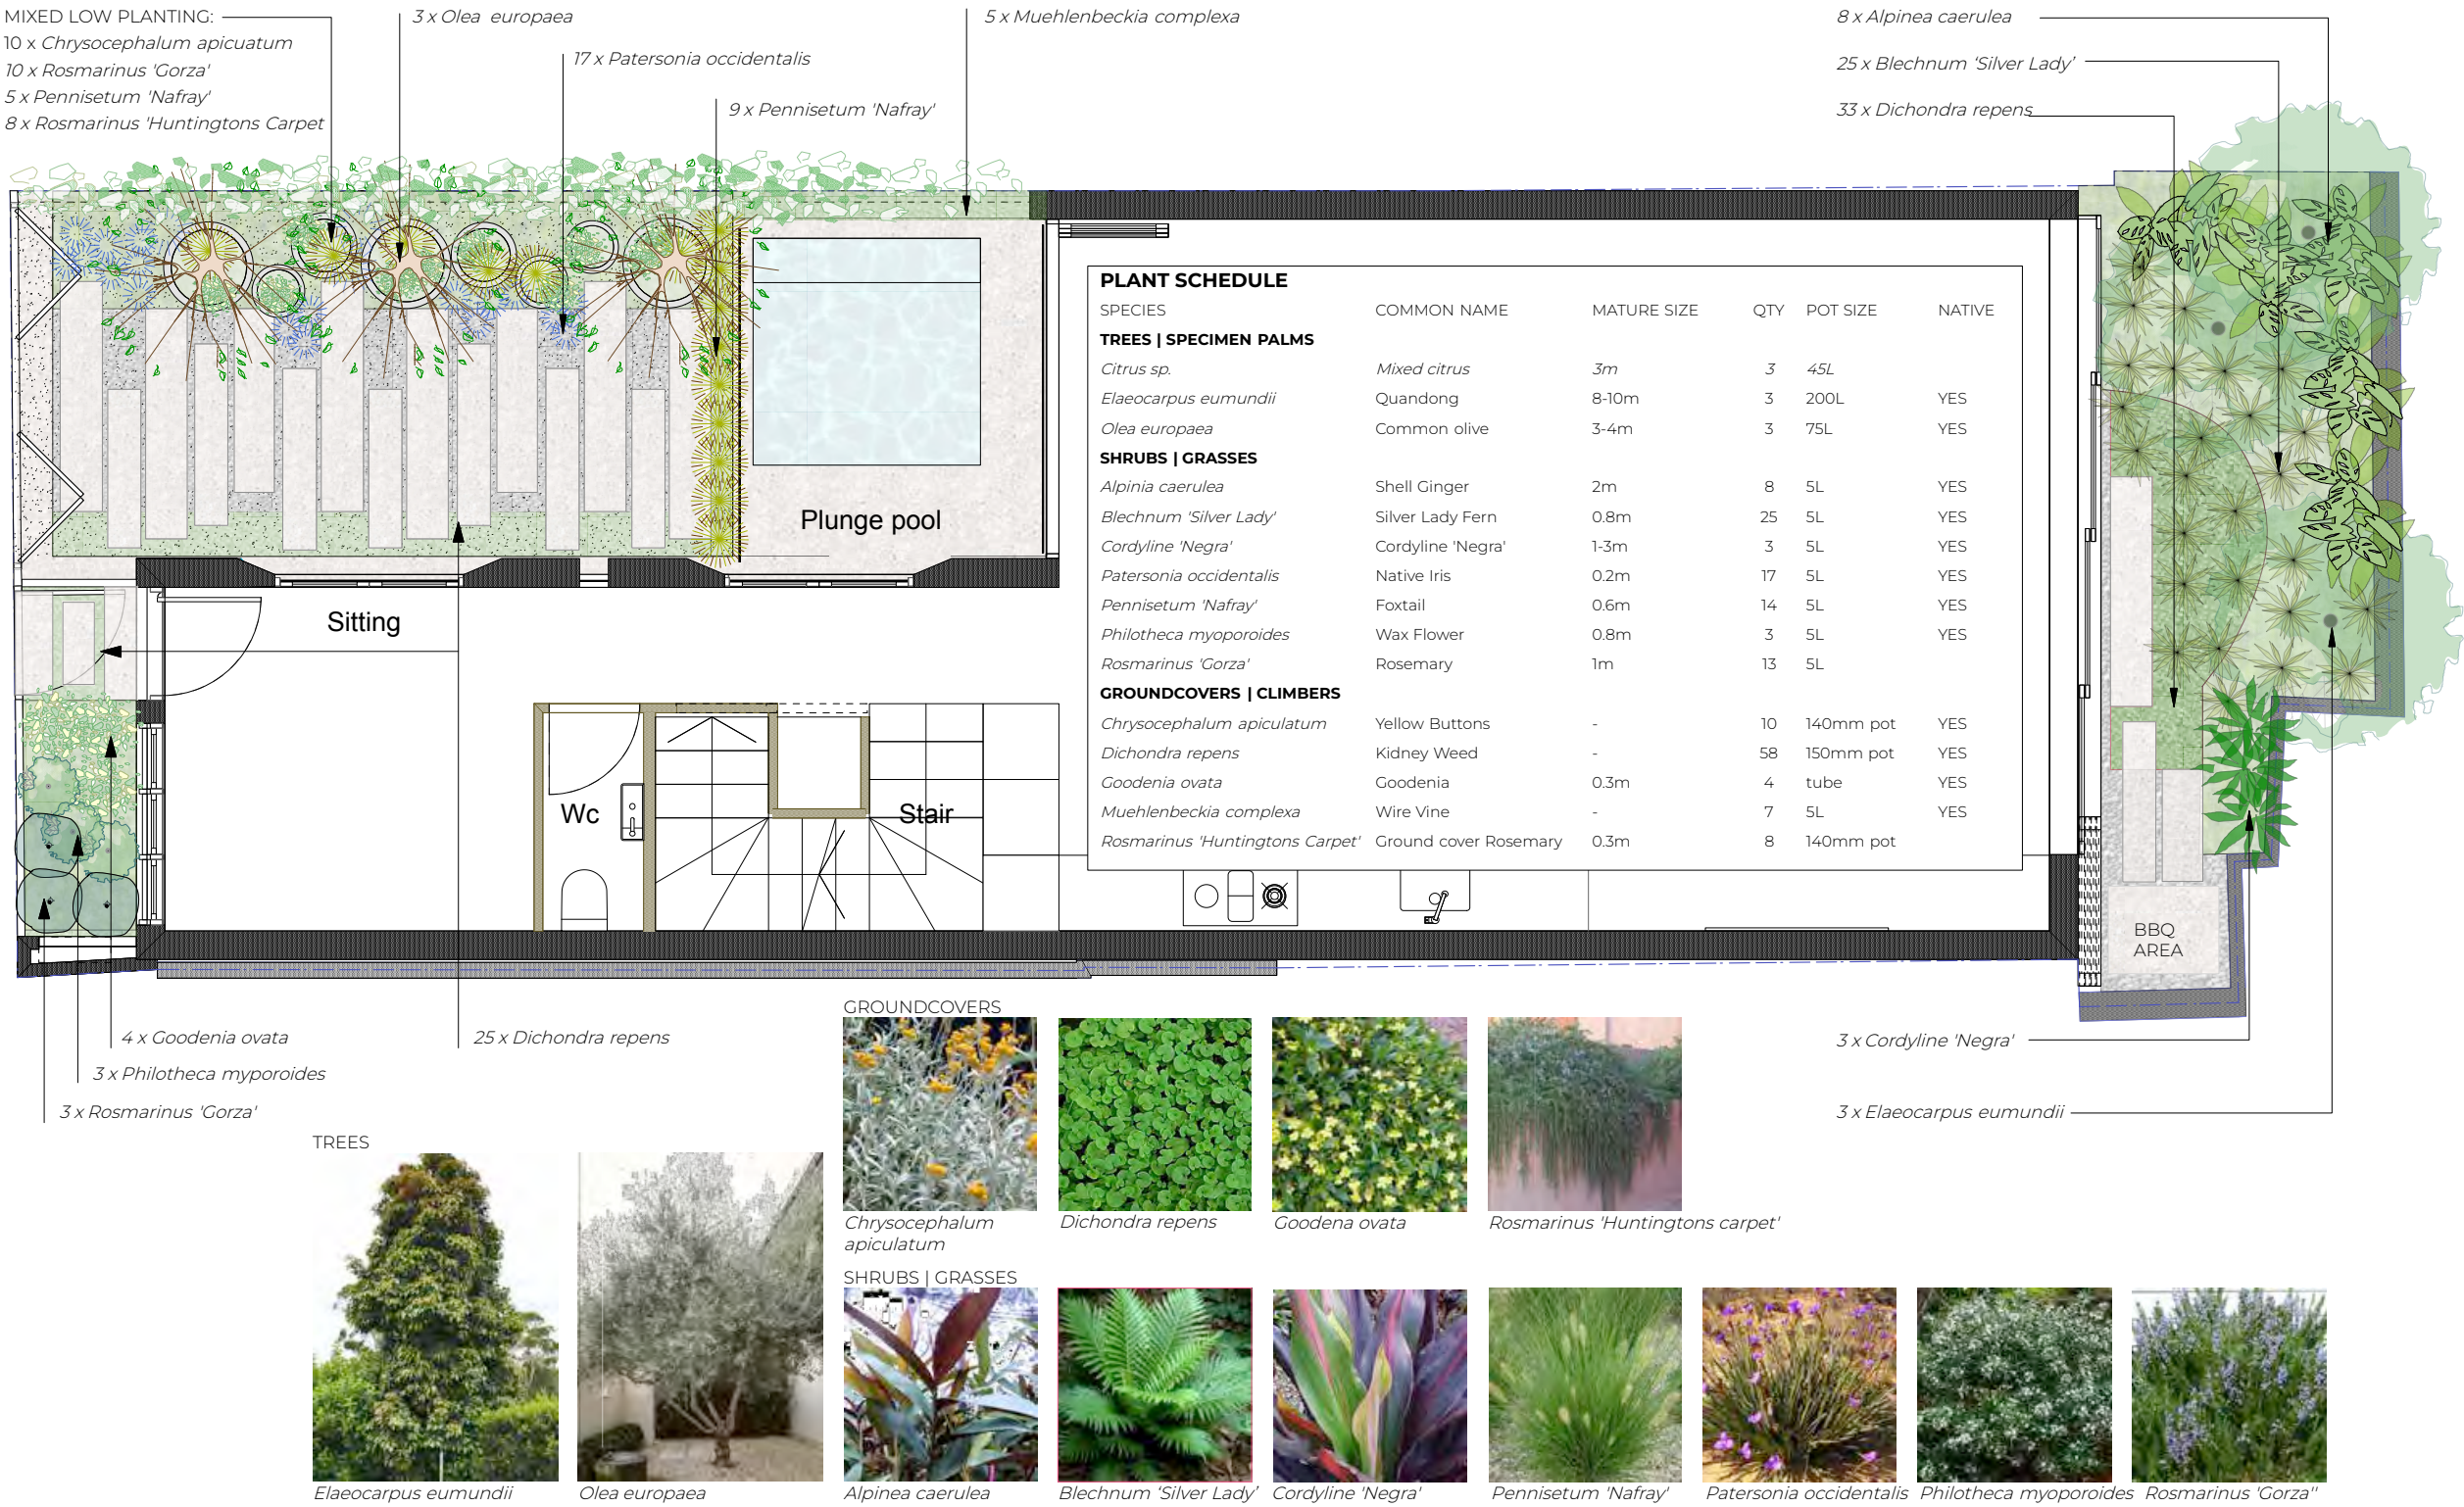 MIXED LOW PLANTING:
10 x Chrysocephalum apicuatum
10 x Rosmarinus 'Gorza'
5 x Pennisetum 'Nafray'
8 x Rosmarinus 'Huntingtons Carpet
3 x Olea europaea
17 x Patersonia occidentalis
9 x Pennisetum 'Nafray'
5 x Muehlenbeckia complexa
8 x Alpinea caerulea
25 x Blechnum ‘Silver Lady’
33 x Dichondra repens
PLANT SCHEDULE
SPECIES COMMON NAME MATURE SIZE QTY POT SIZE NATIVE
TREES | SPECIMEN PALMS
Citrus sp. Mixed citrus 3m 3 45L
Elaeocarpus eumundii Quandong 8-10m 3 200L YES
Olea europaea Common olive 3-4m 3 75L YES
SHRUBS | GRASSES
Alpinia caerulea Shell Ginger 2m 8 5L YES
Blechnum 'Silver Lady' Silver Lady Fern 0.8m 25 5L YES
Cordyline 'Negra' Cordyline 'Negra' 1-3m 3 5L YES
Patersonia occidentalis Native Iris 0.2m 17 5L YES
Pennisetum 'Nafray' Foxtail 0.6m 14 5L YES
Philotheca myoporoides Wax Flower 0.8m 3 5L YES
Rosmarinus 'Gorza' Rosemary 1m 13 5L
GROUNDCOVERS | CLIMBERS
Chrysocephalum apiculatum Yellow Buttons - 10 140mm pot YES
Dichondra repens Kidney Weed - 58 150mm pot YES
Goodenia ovata Goodenia 0.3m 4 tube YES
Muehlenbeckia complexa Wire Vine - 7 5L YES
Rosmarinus 'Huntingtons Carpet' Ground cover Rosemary 0.3m 8 140mm pot
Plunge pool
Sitting
Wc
Stair
BBQ
AREA
4 x Goodenia ovata
3 x Philotheca myporoides
3 x Rosmarinus 'Gorza'
25 x Dichondra repens
3 x Cordyline 'Negra'
3 x Elaeocarpus eumundii
GROUNDCOVERS
Chrysocephalum
apiculatum
Dichondra repens
Goodena ovata
Rosmarinus 'Huntingtons carpet'
TREES
Elaeocarpus eumundii
Olea europaea
SHRUBS | GRASSES
Alpinea caerulea
Blechnum ‘Silver Lady’
Cordyline 'Negra'
Pennisetum 'Nafray'
Patersonia occidentalis
Philotheca myoporoides
Rosmarinus 'Gorza''